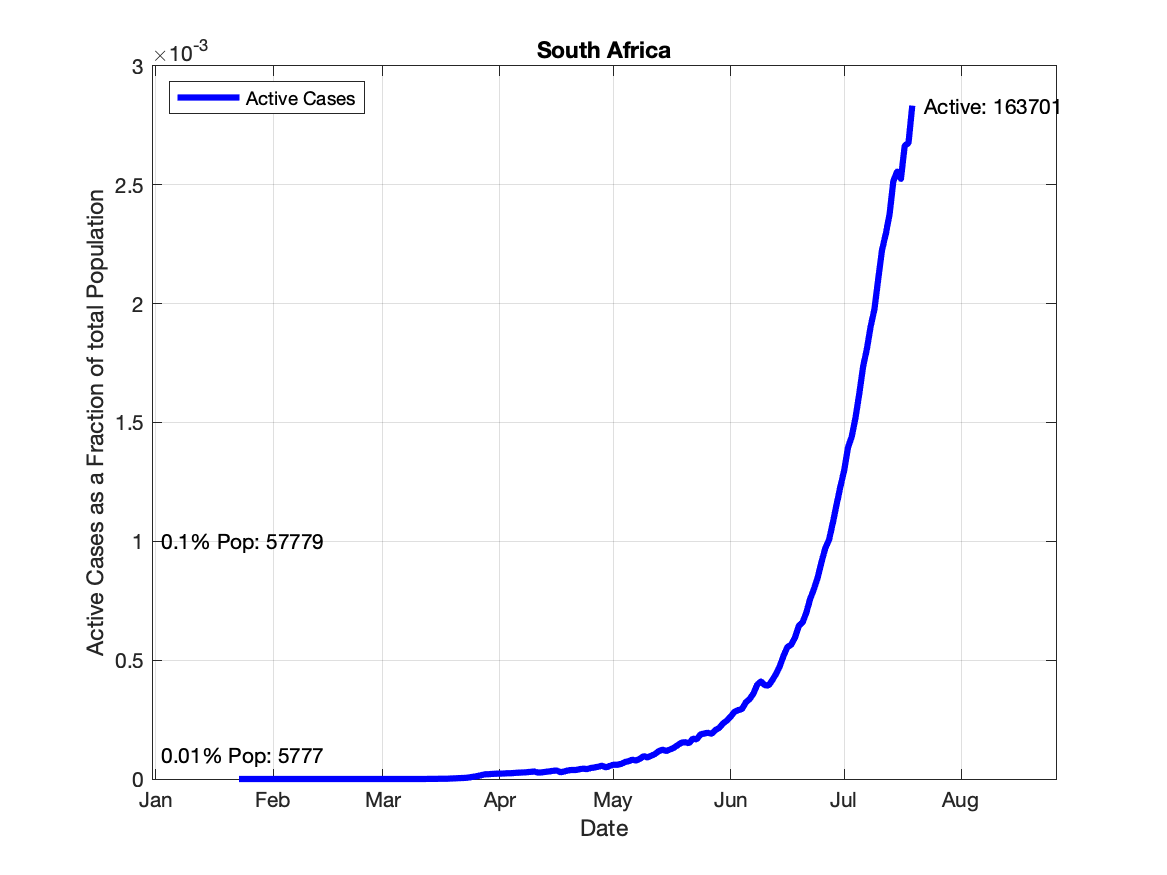 South Africa
×10-3
Active Cases
Active: 163701
3
2.5
2
1.5
1
0.5
0
0.1% Pop: 57779
0.01% Pop: 5777
Active Cases as a Fraction of total Population
Jan Feb Mar Apr May Jun Jul Aug
Date